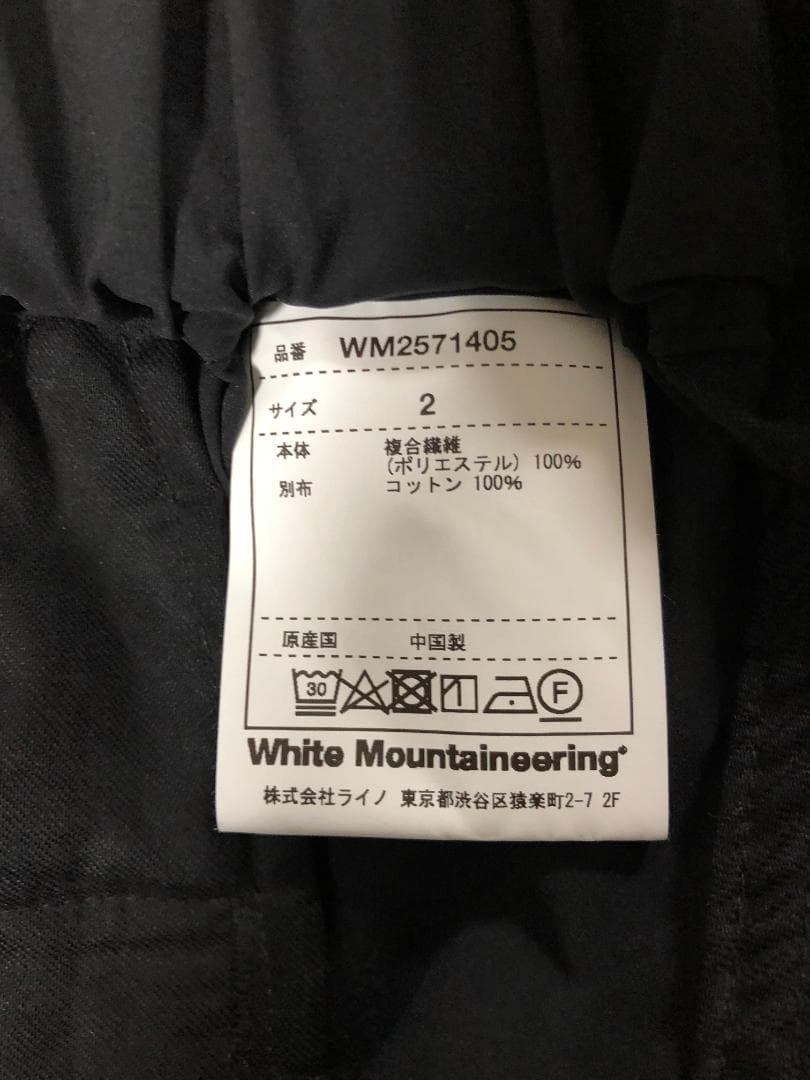 品番 WM2571405
サイズ 2
本体 複合繊維
(ポリエステル) 100%
別布 コットン 100%
原産国 中国製
30 F
White Mountaineering®
株式会社ライノ 東京都渋谷区猿楽町2-7 2F